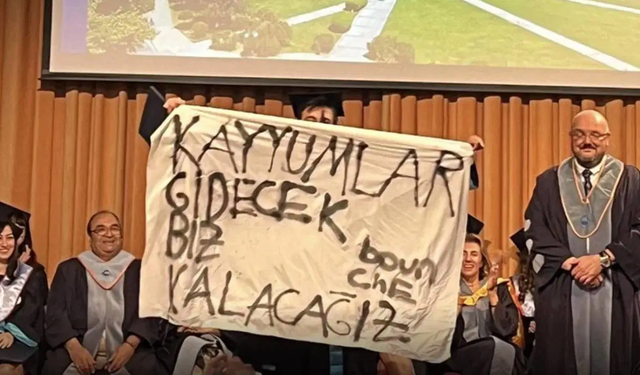 KAYYUMLAR
GİDECEK
BİZ
KALACAĞIZ
boun
chE